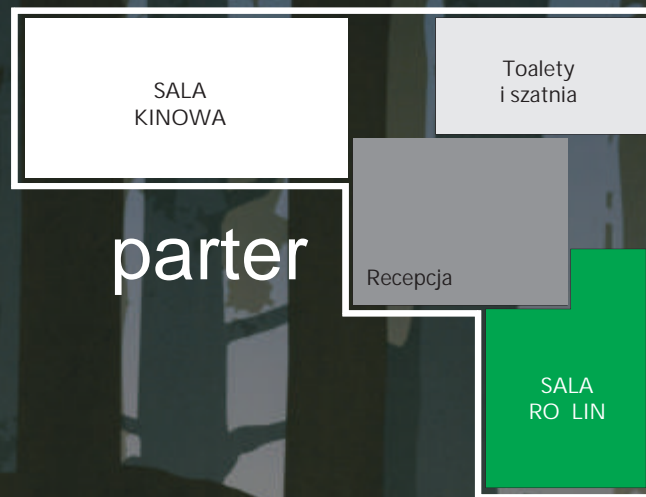 SALA
KINOWA
Toalety
i szatnia
parter
Recepcja
SALA
RO LIN